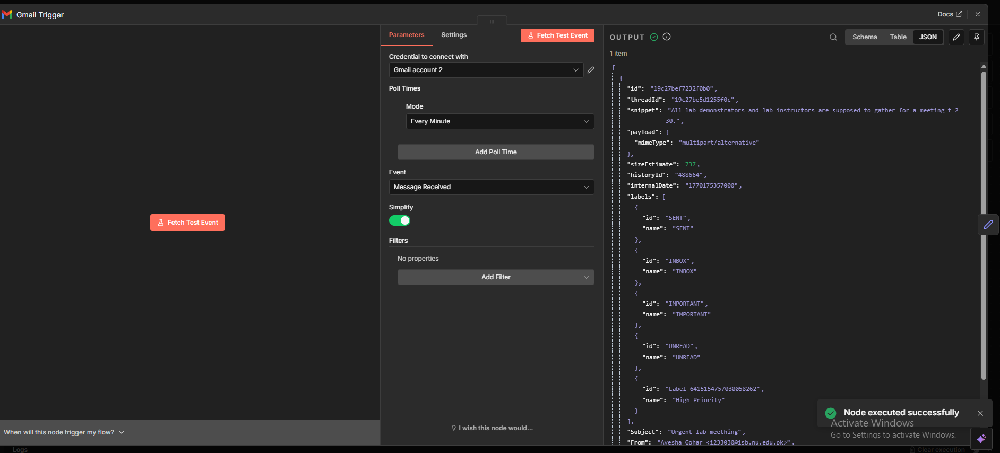 Gmail Trigger
Docs
Parameters
Settings
Fetch Test Event
Credential to connect with
Gmail account 2
Poll Times
Mode
Every Minute
Add Poll Time
Event
Message Received
Simplify
Filters
No properties
Add Filter
I wish this node would...
Fetch Test Event
When will this node trigger my flow?
Logs
OUTPUT
Schema
Table
JSON
1 item
[
{
"id": "19c27bef7232f0b0",
"threadId": "19c27be5d1255f0c",
"snippet": "All lab demonstrators and lab instructors are supposed to gather for a meeting t 2
30.",
"payload": {
"mimeType": "multipart/alternative"
},
"sizeEstimate": 737,
"historyId": "488664",
"internalDate": "1770175357000",
"labels": [
{
"id": "SENT",
"name": "SENT"
},
{
"id": "INBOX",
"name": "INBOX"
},
{
"id": "IMPORTANT",
"name": "IMPORTANT"
},
{
"id": "UNREAD",
"name": "UNREAD"
},
{
"id": "Label_6415154757030058262",
"name": "High Priority"
}
],
"Subject": "Urgent lab meething",
"From": "Ayesha Gohar <i233030@isb.nu.edu.pk>",
Node executed successfully
Activate Windows
Go to Settings to activate Windows.
Clear execution